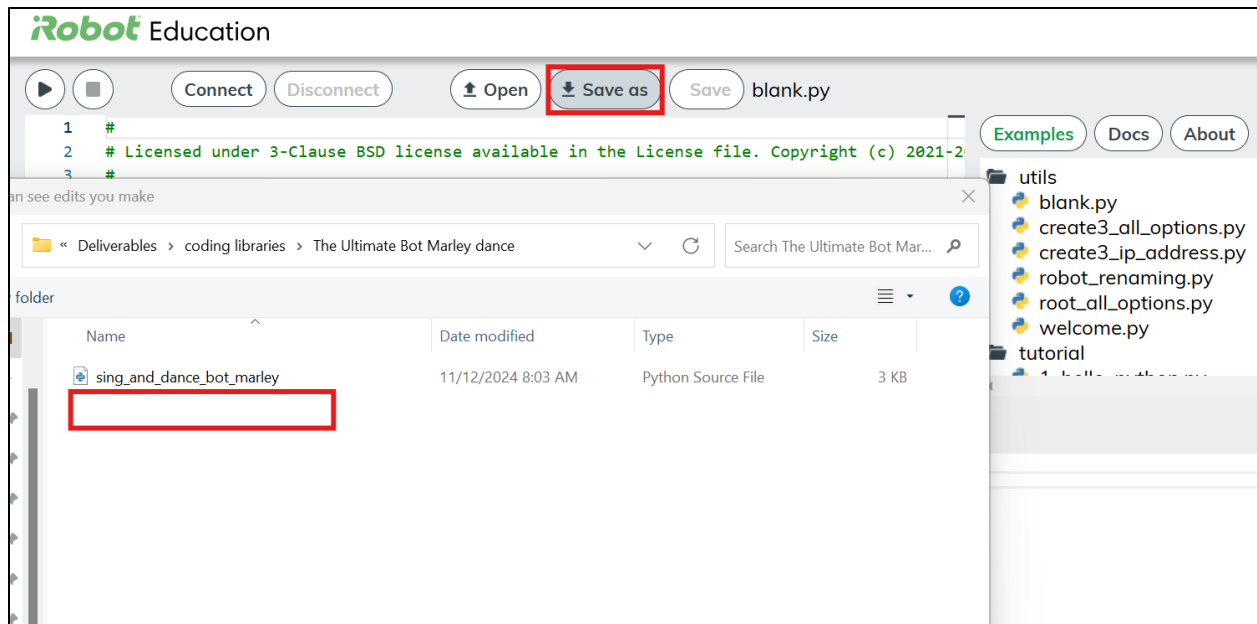 iRobot Education
Connect Disconnect Open Save as Save blank.py
1 #
2 # Licensed under 3-Clause BSD license available in the License file. Copyright (c) 2021-2
3 #
Examples Docs About
utils
blank.py
create3_all_options.py
create3_ip_address.py
robot_renaming.py
root_all_options.py
welcome.py
tutorial
an see edits you make
« Deliverables > coding libraries > The Ultimate Bot Marley dance
Search The Ultimate Bot Mar...
folder
Name Date modified Type Size
sing_and_dance_bot_marley 11/12/2024 8:03 AM Python Source File 3 KB